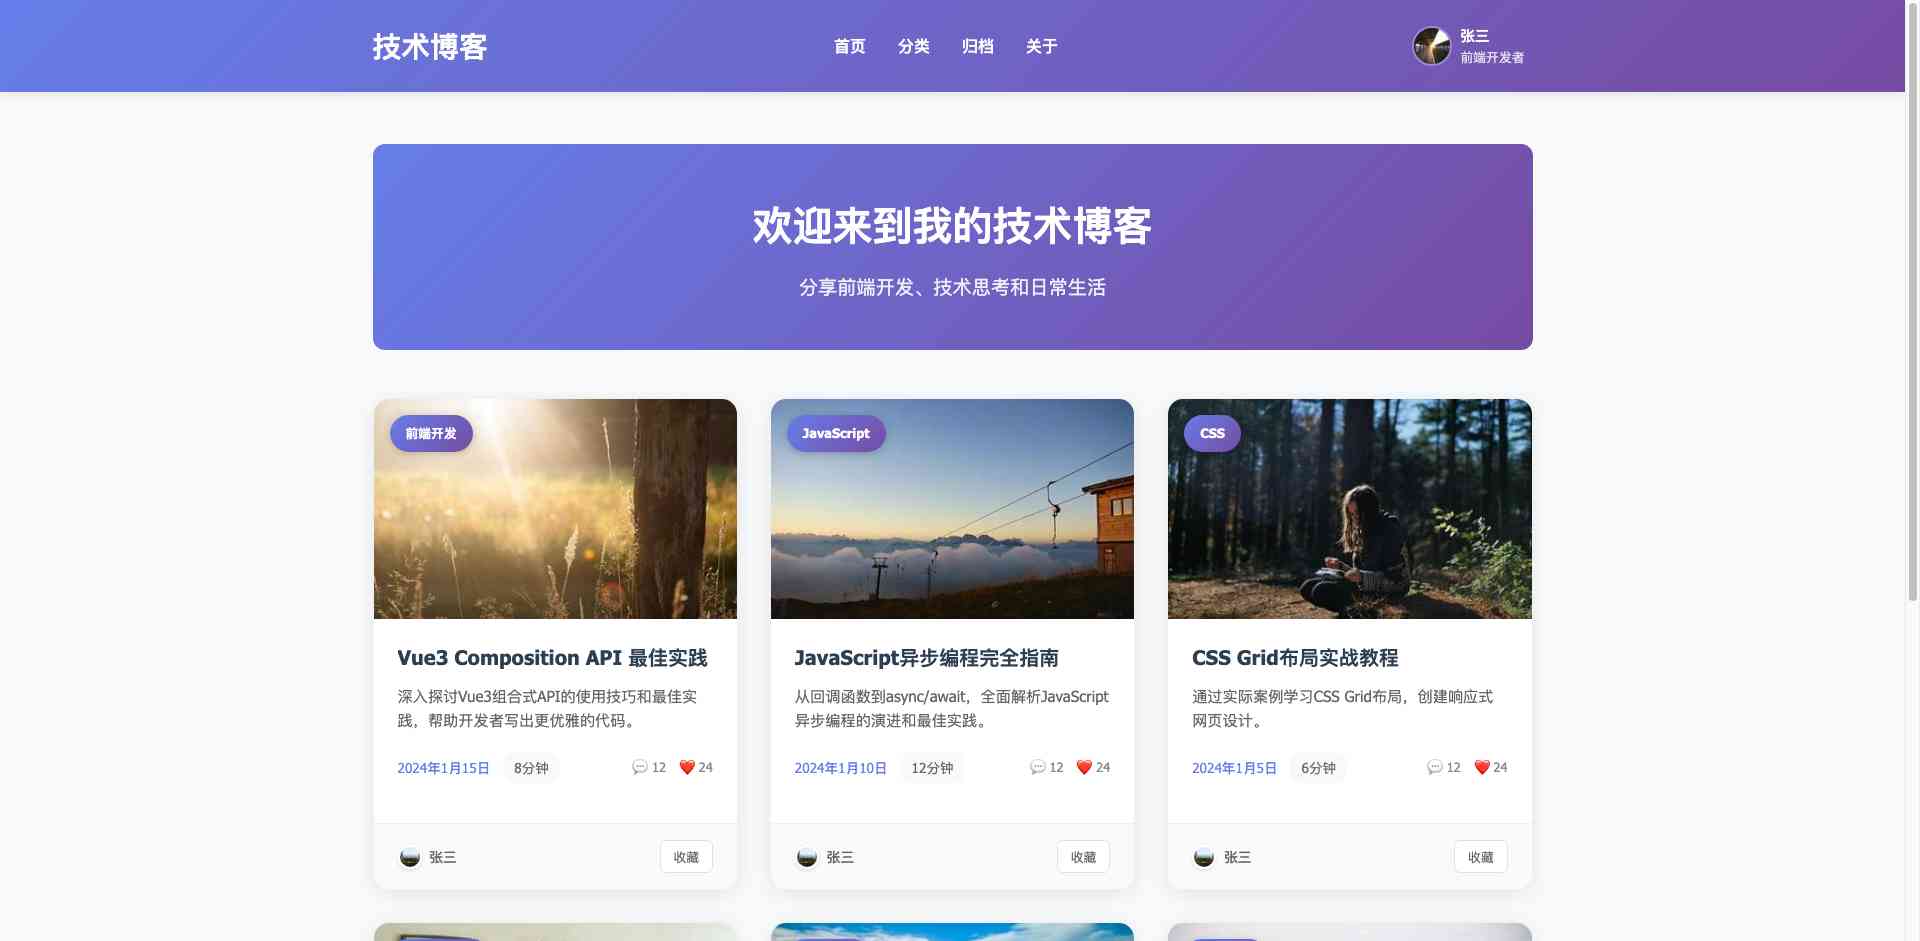 技术博客
首页 分类 归档 关于
张三
前端开发者
欢迎来到我的技术博客
分享前端开发、技术思考和日常生活
前端开发
Vue3 Composition API 最佳实践
深入探讨Vue3组合式API的使用技巧和最佳实
践，帮助开发者写出更优雅的代码。
2024年1月15日 8分钟 12 24
张三 收藏
JavaScript
JavaScript异步编程完全指南
从回调函数到async/await，全面解析JavaScript
异步编程的演进和最佳实践。
2024年1月10日 12分钟 12 24
张三 收藏
CSS
CSS Grid布局实战教程
通过实际案例学习CSS Grid布局，创建响应式
网页设计。
2024年1月5日 6分钟 12 24
张三 收藏